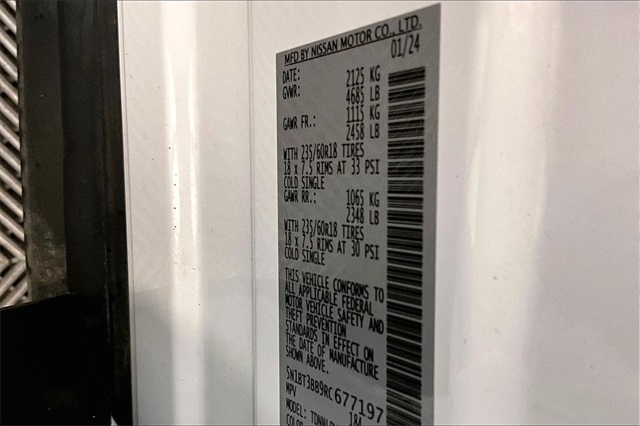 MFD BY NISSAN MOTOR CO., LTD.
DATE: 01/24
GVWR: 2125 KG
4685 LB
GAWR FR.: 1115 KG
2458 LB
WITH 235/60R18 TIRES
18 x 7.5 RIMS AT 33 PSI
COLD SINGLE
GAWR RR.: 1065 KG
2348 LB
WITH 235/60R18 TIRES
18 x 7.5 RIMS AT 30 PSI
COLD SINGLE
THIS VEHICLE CONFORMS TO
ALL APPLICABLE FEDERAL
MOTOR VEHICLE SAFETY AND
THEFT PREVENTION
STANDARDS IN EFFECT ON
THE DATE OF MANUFACTURE
SHOWN ABOVE.
5N1BT3BB9RC677197
MPV
MODEL: